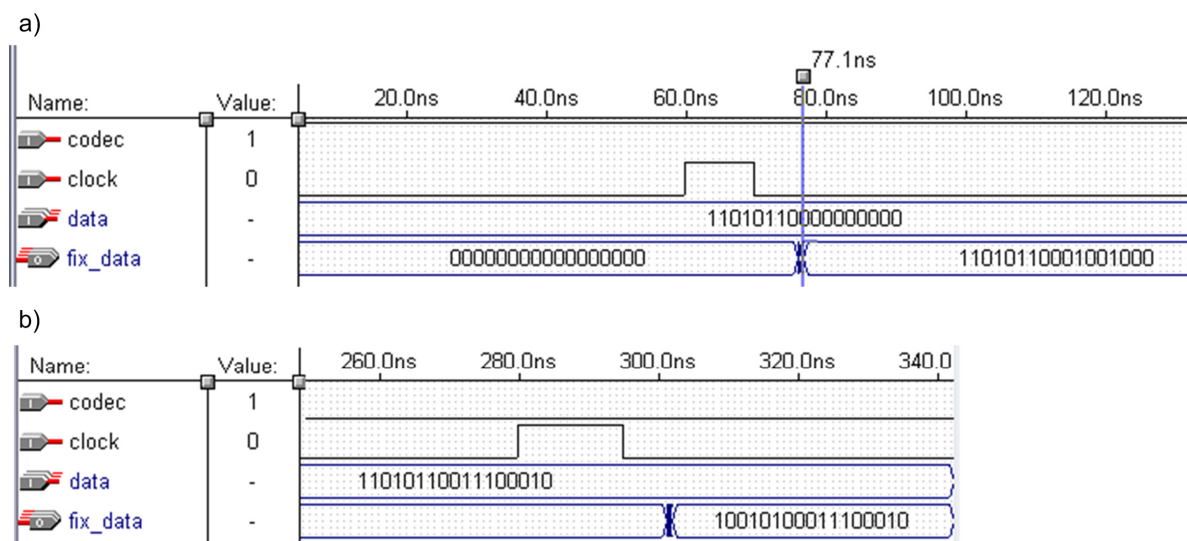 a)
77.1ns
Name: Value: 20.0ns 40.0ns 60.0ns 80.0ns 100.0ns 120.0ns
codec 1
clock 0
data - 11010110000000000
fix_data - 00000000000000000 11010110001001000
b)
Name: Value: 260.0ns 280.0ns 300.0ns 320.0ns 340.0
codec 1
clock 0
data - 11010110011100010
fix_data - 10010100011100010